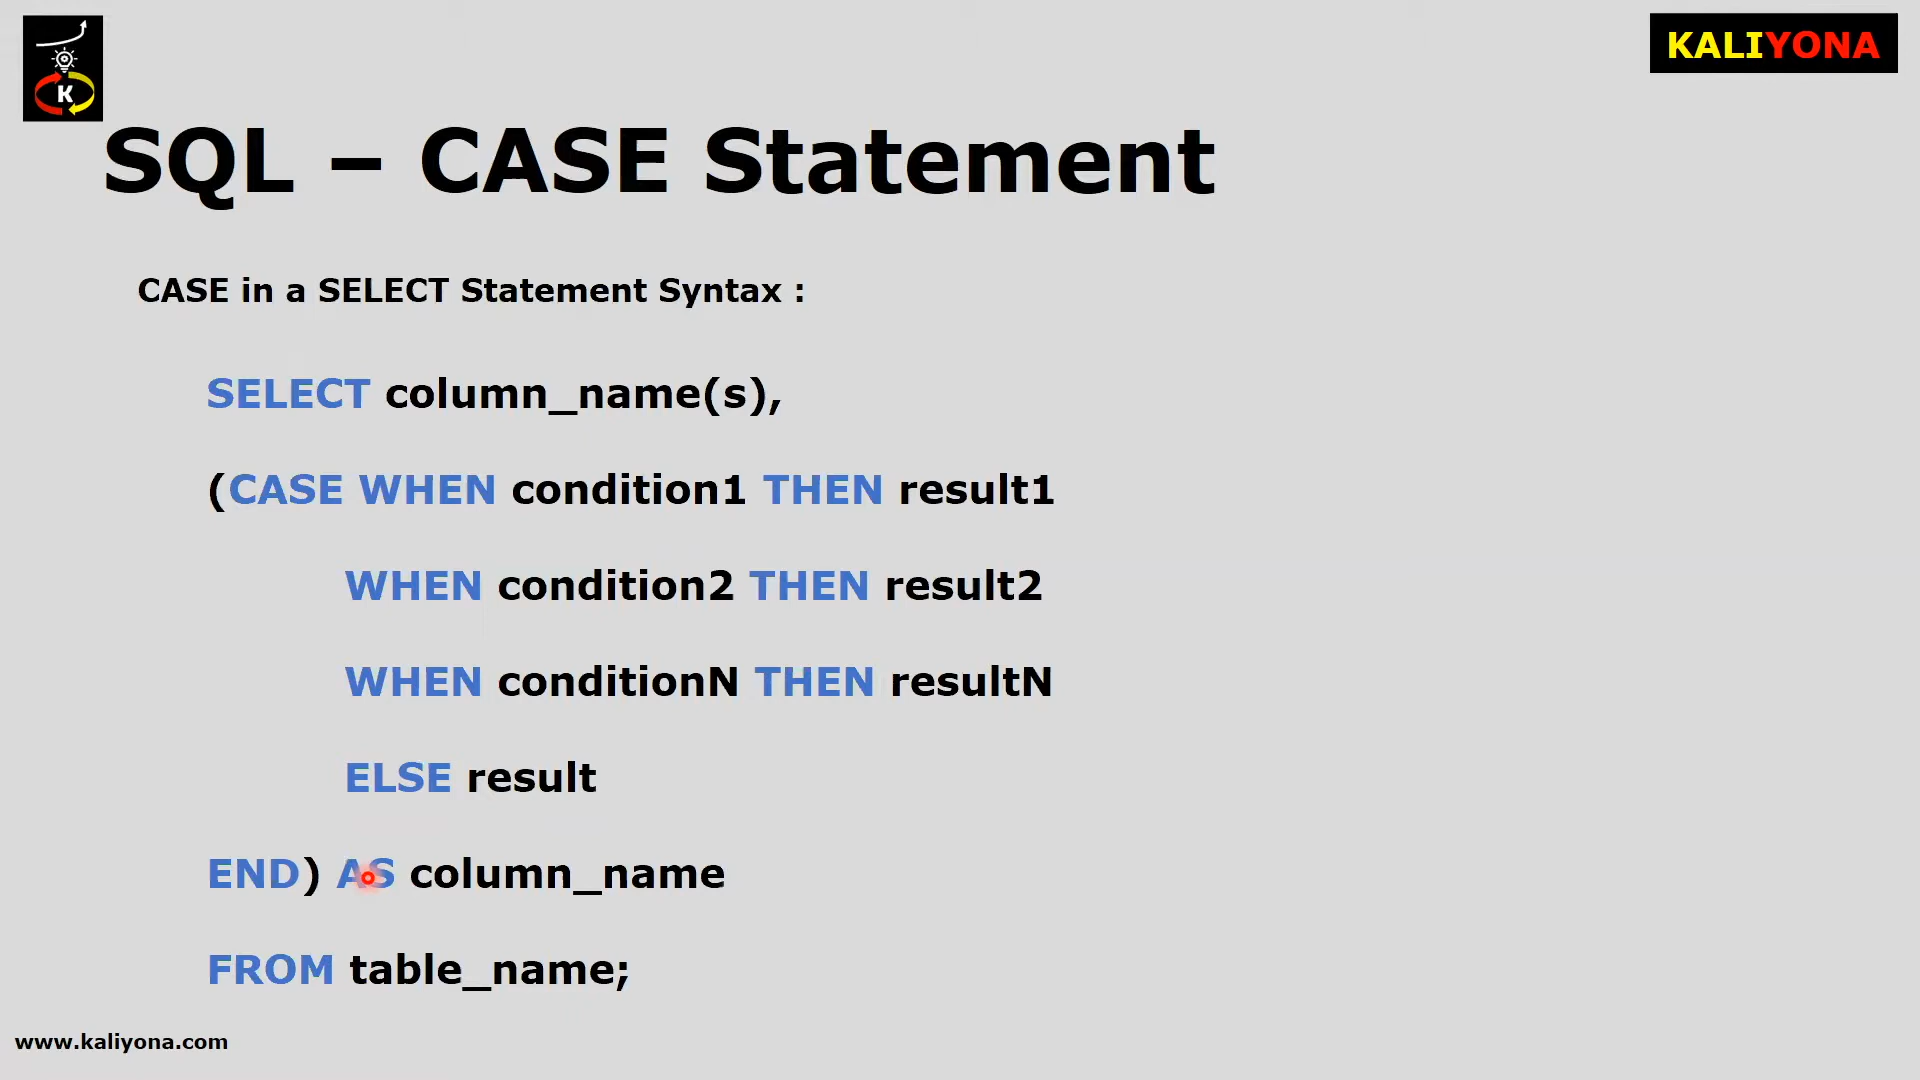 K
KALIYONA
SQL – CASE Statement
CASE in a SELECT Statement Syntax :
SELECT column_name(s),
(CASE WHEN condition1 THEN result1
WHEN condition2 THEN result2
WHEN conditionN THEN resultN
ELSE result
END) AS column_name
FROM table_name;
www.kaliyona.com